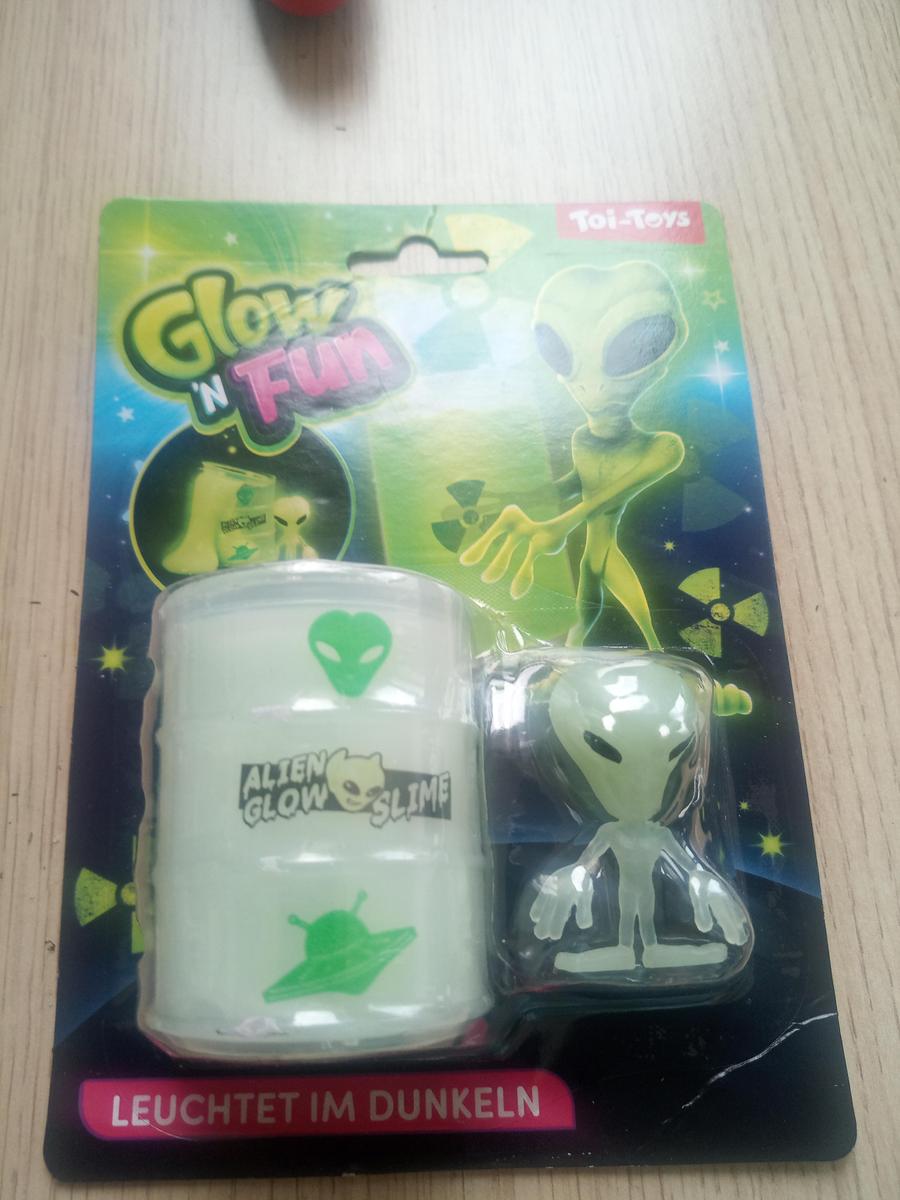 Toi-Toys
Glow
'N Fun
ALIEN
GLOW SLIME
LEUCHTET IM DUNKELN